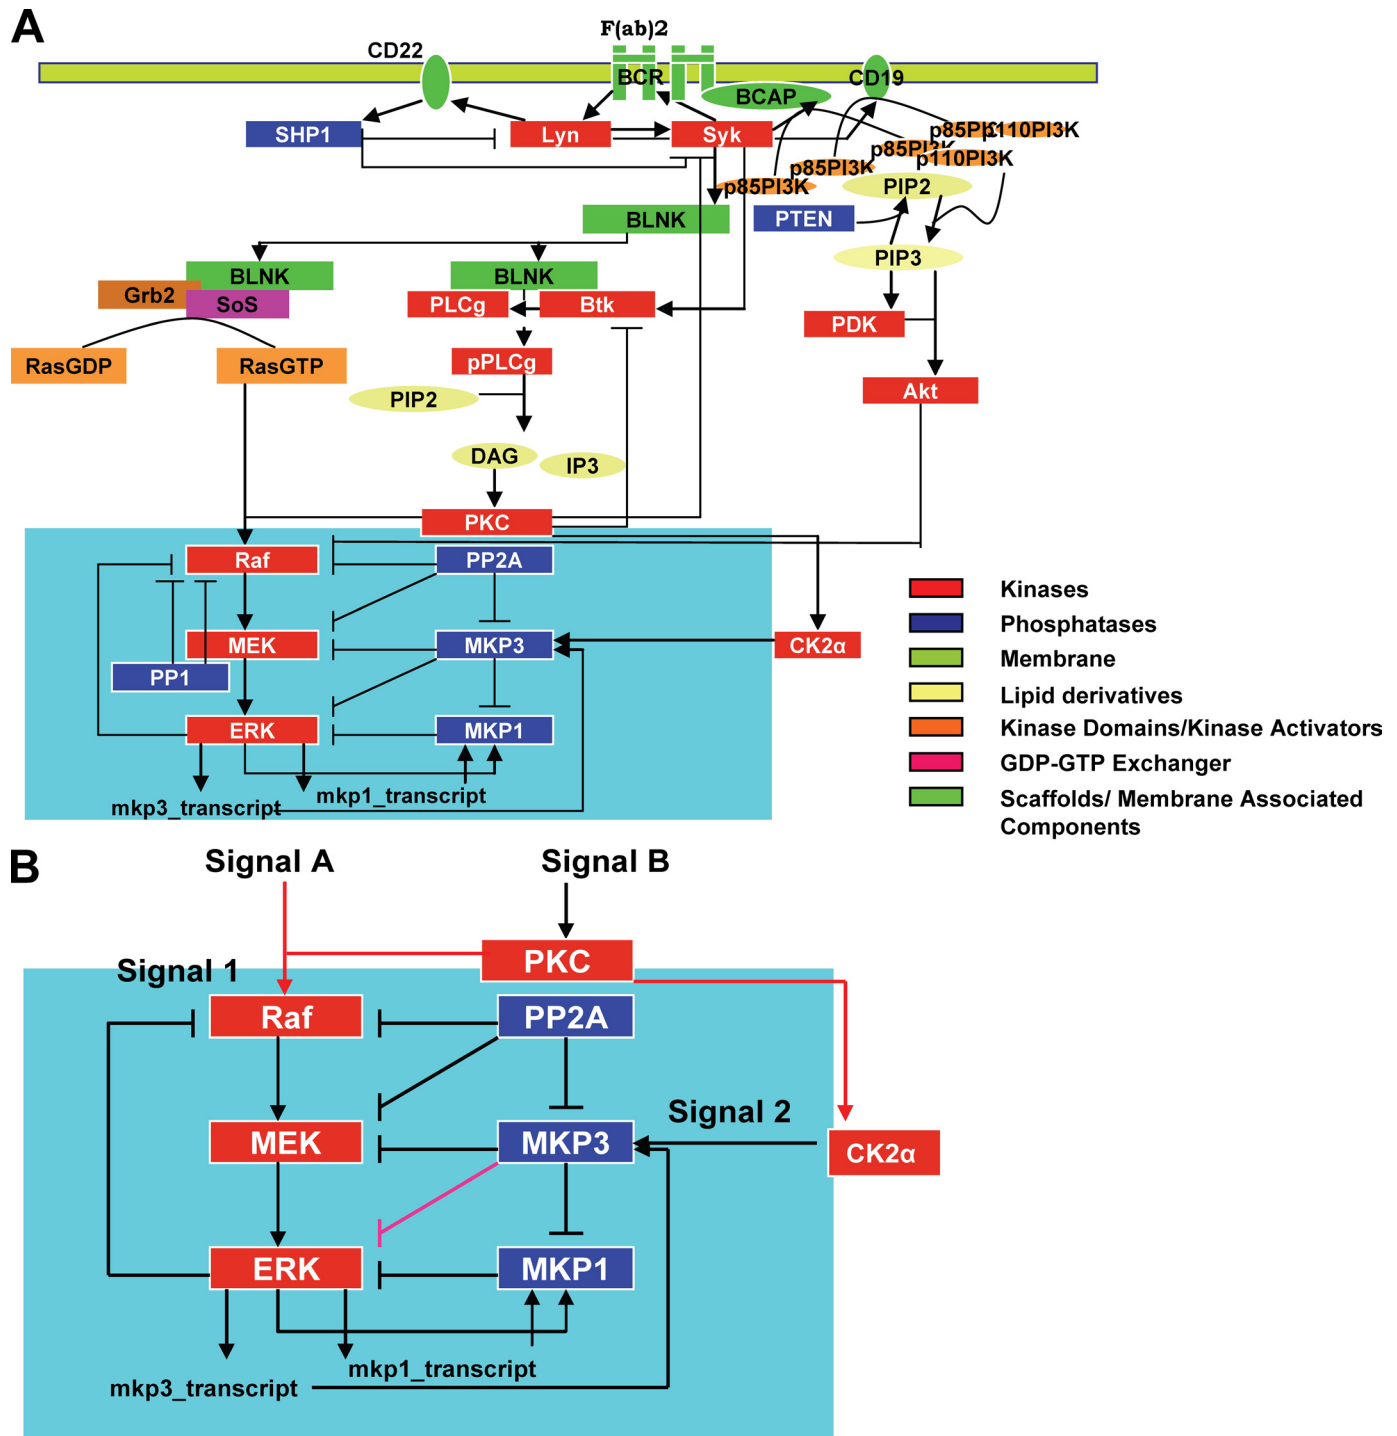 A
F(ab)2
CD22
BCR
CD19
BCAP
SHP1
Lyn
Syk
p85PI3K
p110PI3K
p85PI3K
p110PI3K
p85PI3K
p85PI3K
PIP2
BLNK
PTEN
PIP3
BLNK
BLNK
Grb2
SoS
PLCg
Btk
PDK
RasGDP
RasGTP
pPLCg
PIP2
Akt
DAG
IP3
PKC
Raf
PP2A
MEK
MKP3
CK2α
PP1
ERK
MKP1
mkp3_transcript
mkp1_transcript
Kinases
Phosphatases
Membrane
Lipid derivatives
Kinase Domains/Kinase Activators
GDP-GTP Exchanger
Scaffolds/ Membrane Associated
Components
B
Signal A
Signal B
PKC
Signal 1
Raf
PP2A
Signal 2
MEK
MKP3
CK2α
ERK
MKP1
mkp1_transcript
mkp3_transcript